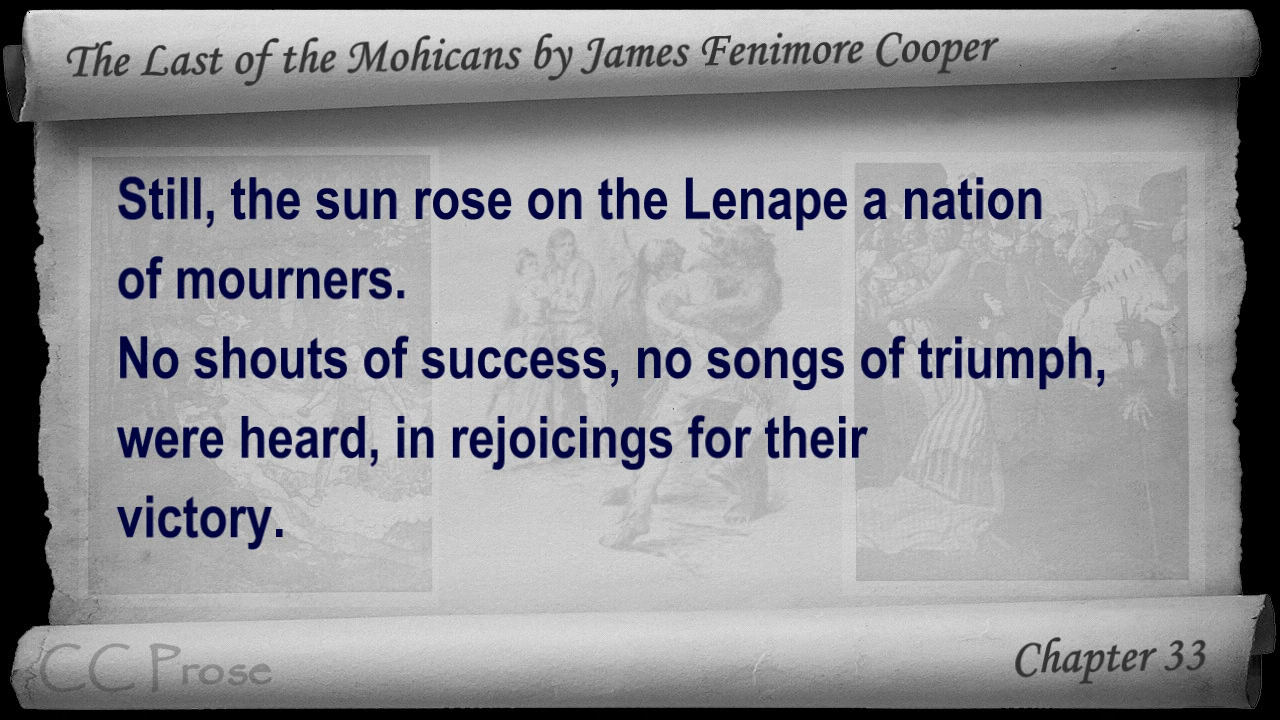 The Last of the Mohicans by James Fenimore Cooper
Still, the sun rose on the Lenape a nation
of mourners.
No shouts of success, no songs of triumph,
were heard, in rejoicings for their
victory.
CC Prose
Chapter 33